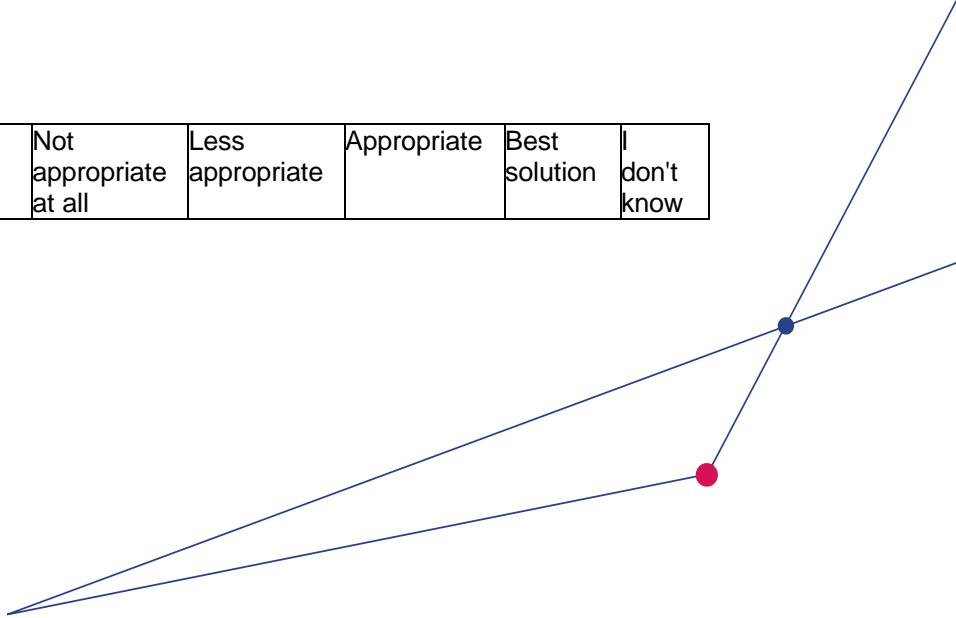 Not appropriate at all
Less appropriate
Appropriate
Best solution
I don't know